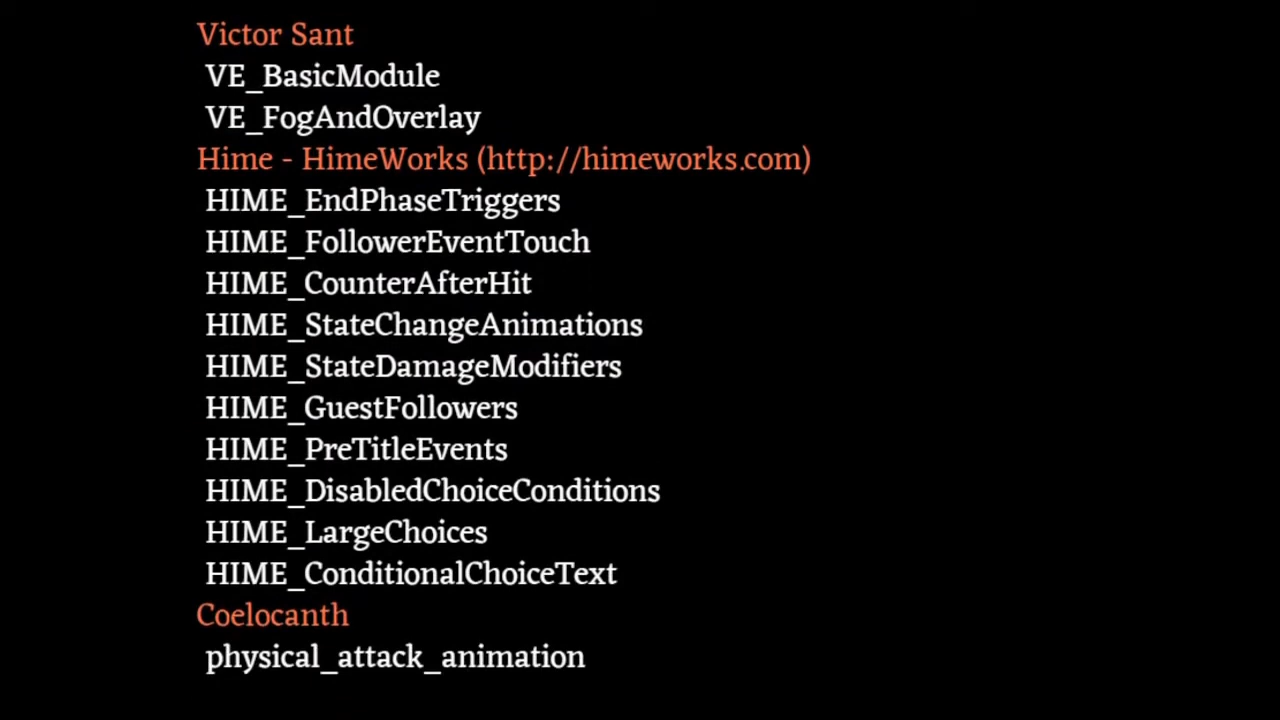 Victor Sant
VE_BasicModule
VE_FogAndOverlay
Hime - HimeWorks (http://himeworks.com)
HIME_EndPhaseTriggers
HIME_FollowerEventTouch
HIME_CounterAfterHit
HIME_StateChangeAnimations
HIME_StateDamageModifiers
HIME_GuestFollowers
HIME_PreTitleEvents
HIME_DisabledChoiceConditions
HIME_LargeChoices
HIME_ConditionalChoiceText
Coelocanth
physical_attack_animation